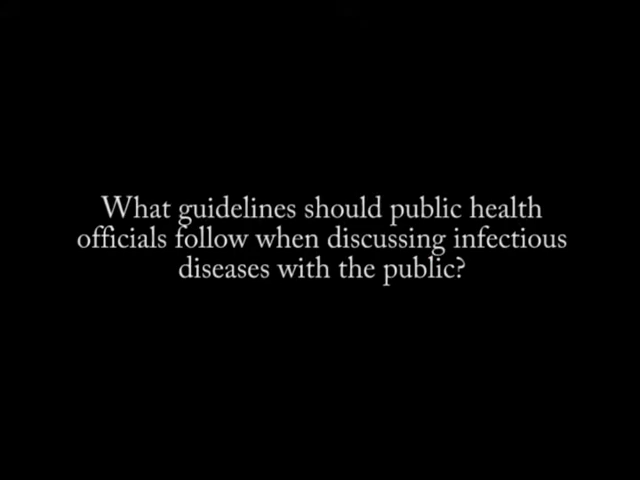 What guidelines should public health
officials follow when discussing infectious
diseases with the public?